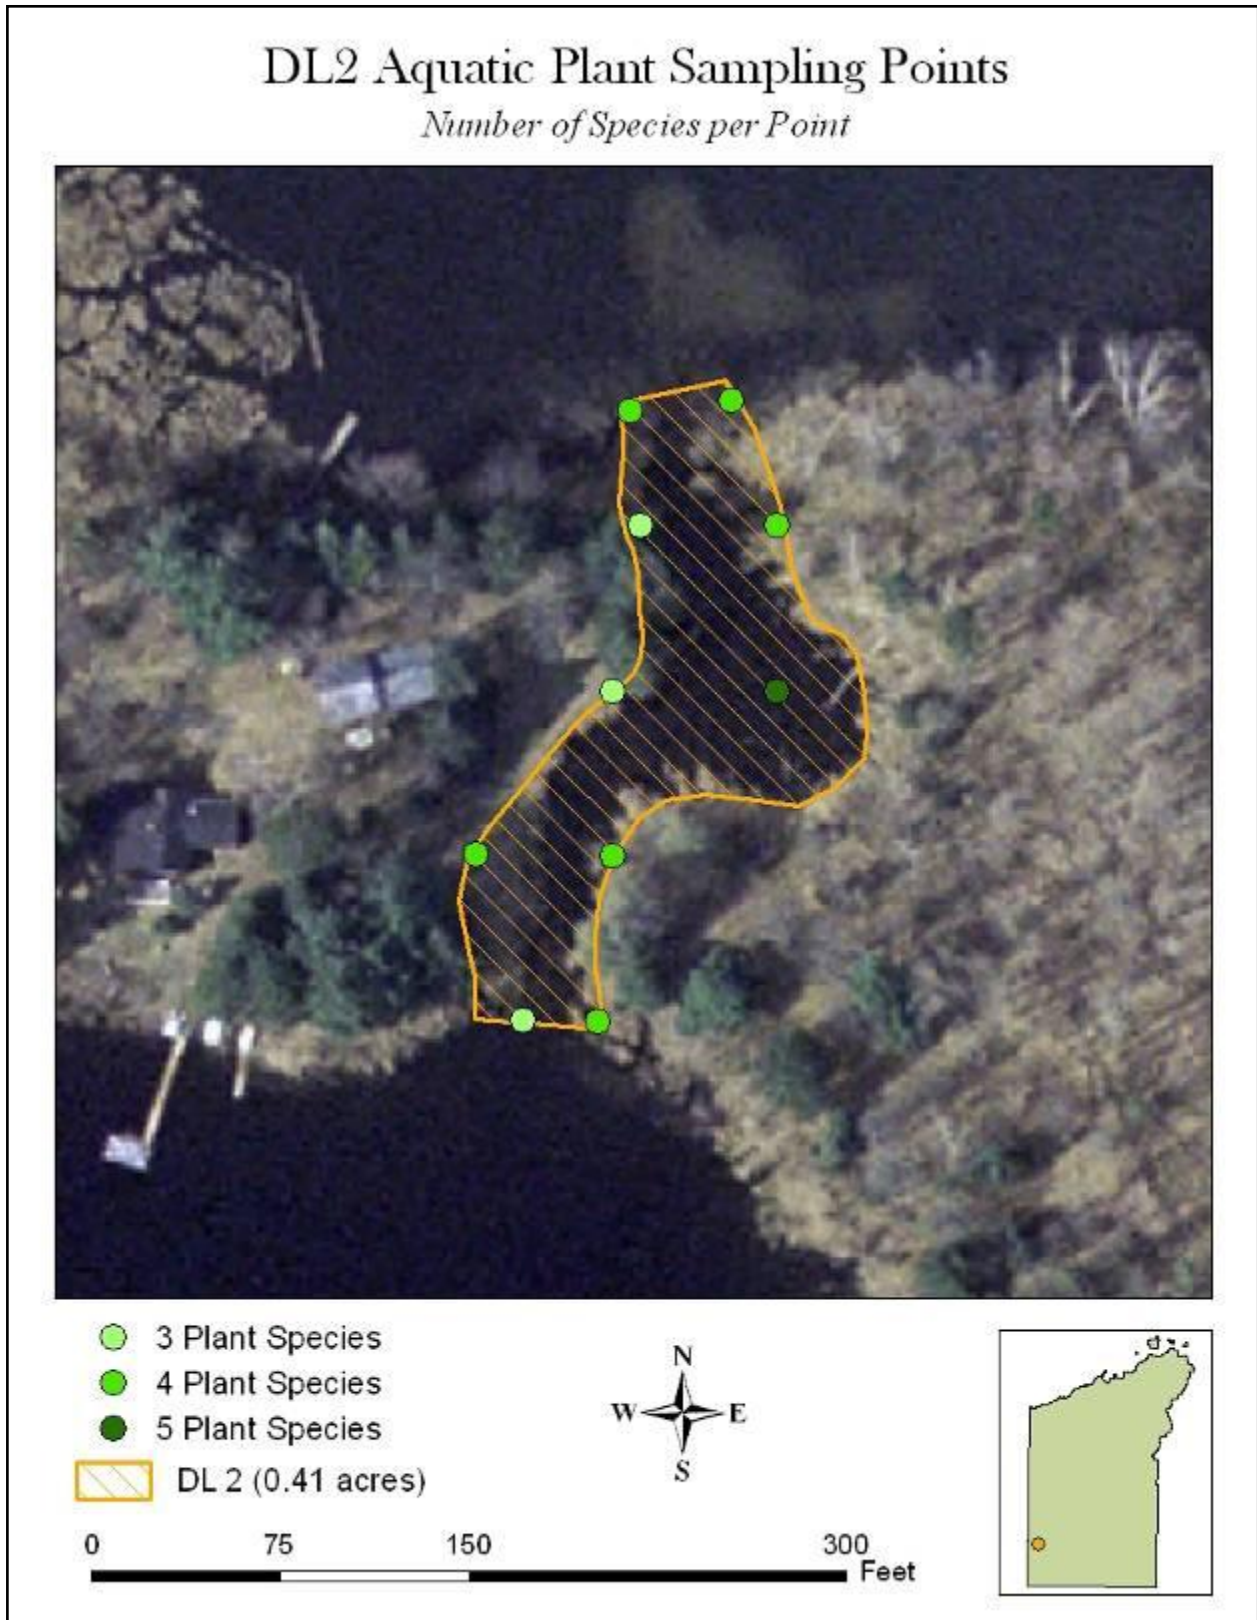 DL2 Aquatic Plant Sampling Points
Number of Species per Point
3 Plant Species
4 Plant Species
5 Plant Species
DL 2 (0.41 acres)
N
W E
S
0 75 150 300
Feet